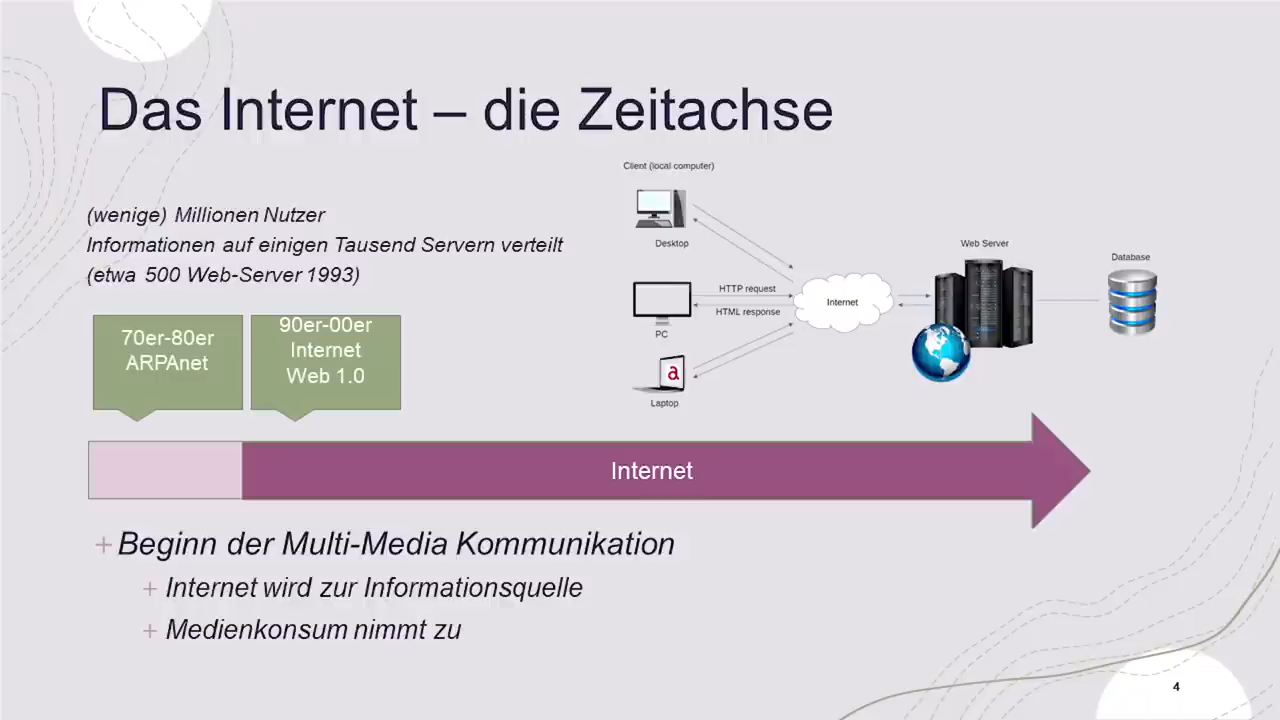 Das Internet – die Zeitachse
(wenige) Millionen Nutzer
Informationen auf einigen Tausend Servern verteilt
(etwa 500 Web-Server 1993)
Client (local computer)
Desktop
HTTP request
HTML response
PC
a
Laptop
Internet
Web Server
Database
70er-80er
ARPAnet
90er-00er
Internet
Web 1.0
Internet
+ Beginn der Multi-Media Kommunikation
+ Internet wird zur Informationsquelle
+ Medienkonsum nimmt zu
4